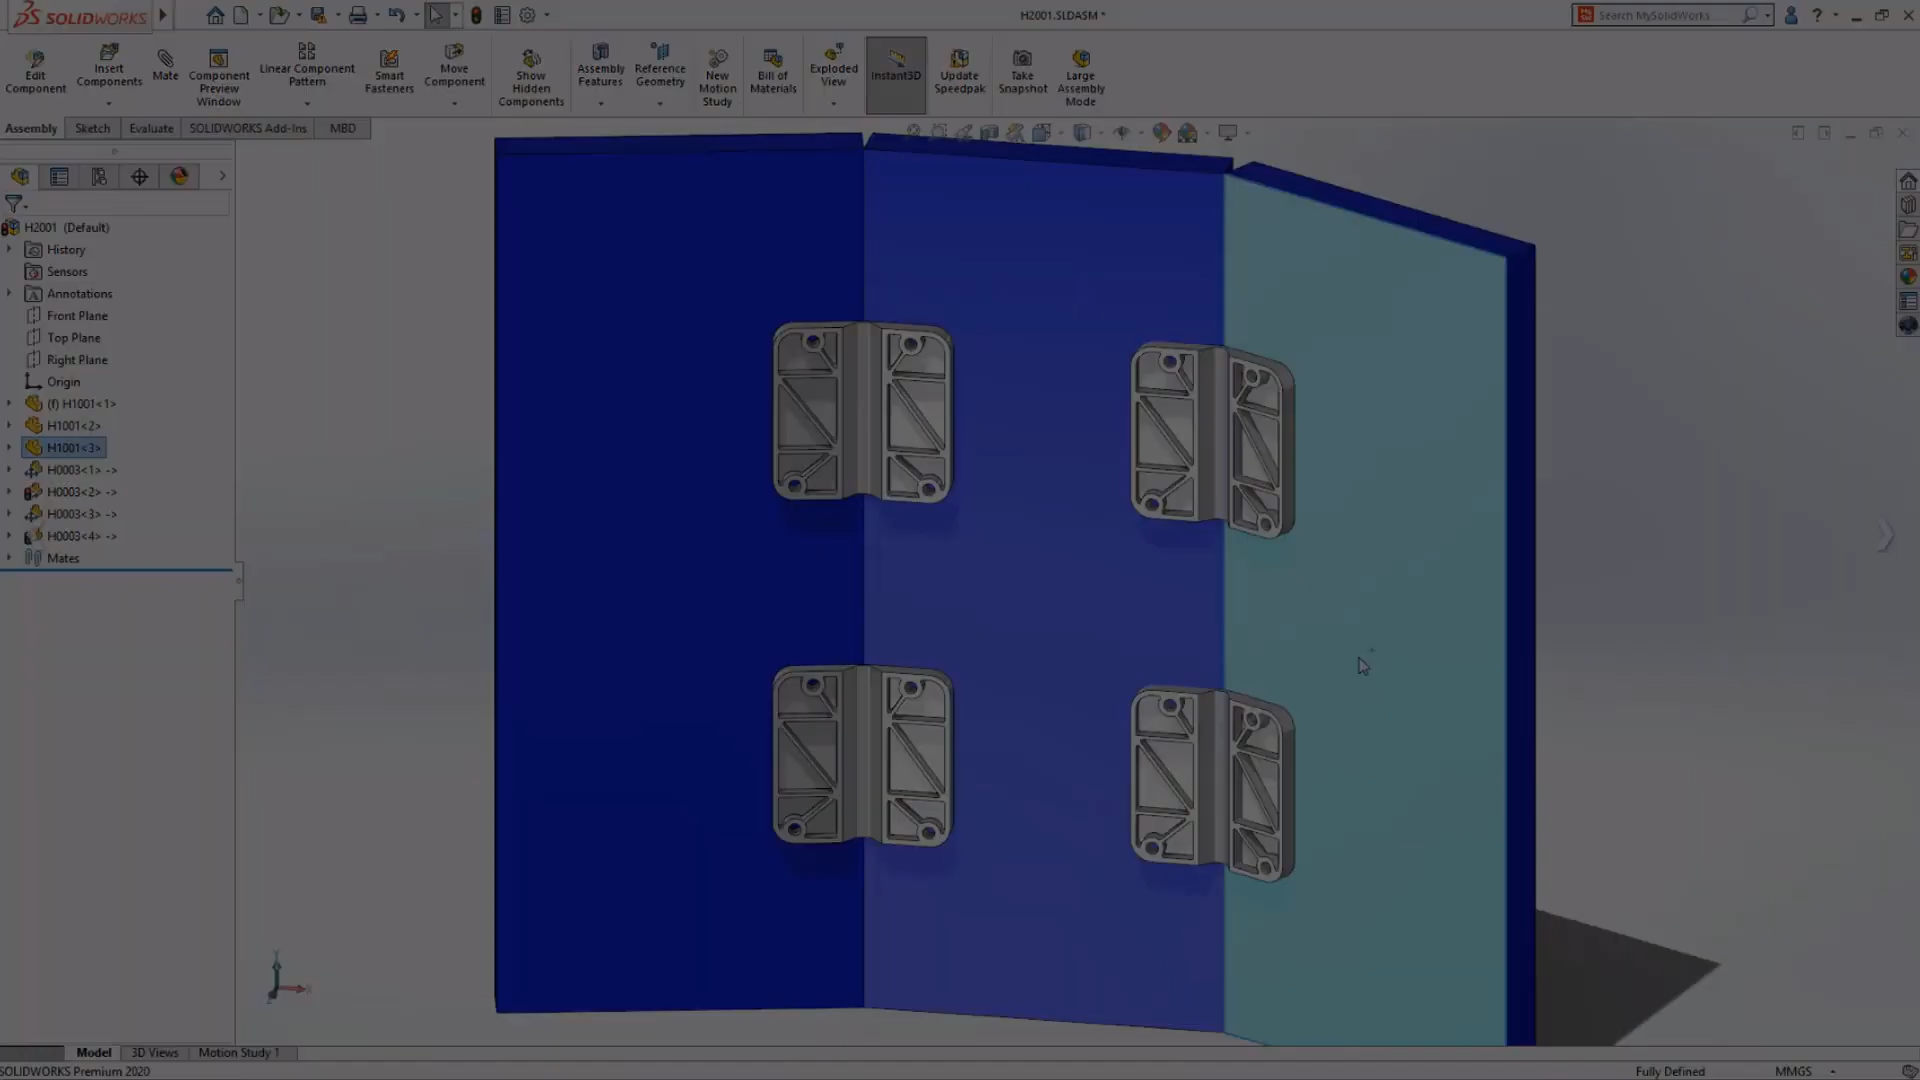 SOLIDWORKS
H2001.SLDASM *
Search MySolidWorks
Edit Component
Insert Components
Mate
Component Preview Window
Linear Component Pattern
Smart Fasteners
Move Component
Show Hidden Components
Assembly Features
Reference Geometry
New Motion Study
Bill of Materials
Exploded View
Instant3D
Update Speedpak
Take Snapshot
Large Assembly Mode
Assembly
Sketch
Evaluate
SOLIDWORKS Add-Ins
MBD
H2001 (Default)
History
Sensors
Annotations
Front Plane
Top Plane
Right Plane
Origin
(f) H1001<1>
H1001<2>
H1001<3>
H0003<1> ->
H0003<2> ->
H0003<3> ->
H0003<4> ->
Mates
Model
3D Views
Motion Study 1
SOLIDWORKS Premium 2020
Fully Defined
MMGS